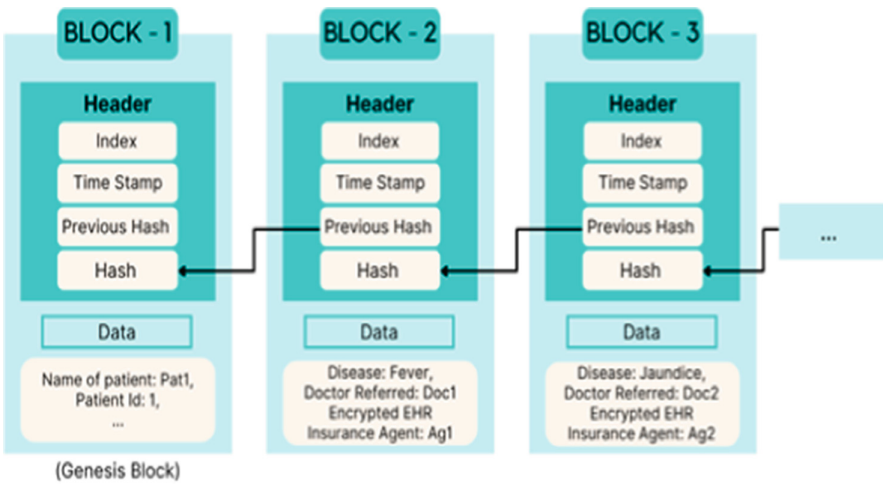 BLOCK - 1
Header
Index
Time Stamp
Previous Hash
Hash
Data
Name of patient: Pat1,
Patient Id: 1,
...
(Genesis Block)
BLOCK - 2
Header
Index
Time Stamp
Previous Hash
Hash
Data
Disease: Fever,
Doctor Referred: Doc1
Encrypted EHR
Insurance Agent: Ag1
BLOCK - 3
Header
Index
Time Stamp
Previous Hash
Hash
Data
Disease: Jaundice,
Doctor Referred: Doc2
Encrypted EHR
Insurance Agent: Ag2
...